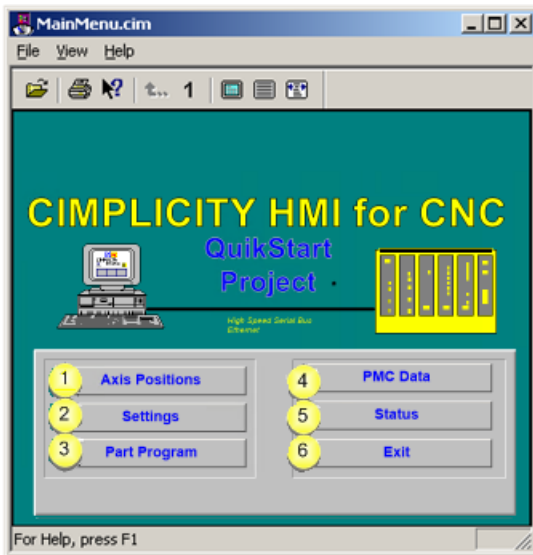 MainMenu.cim
File View Help
1
CIMPLICITY HMI for CNC
QuikStart
Project
High Speed Serial Bus
Ethernet
1 Axis Positions
2 Settings
3 Part Program
4 PMC Data
5 Status
6 Exit
For Help, press F1